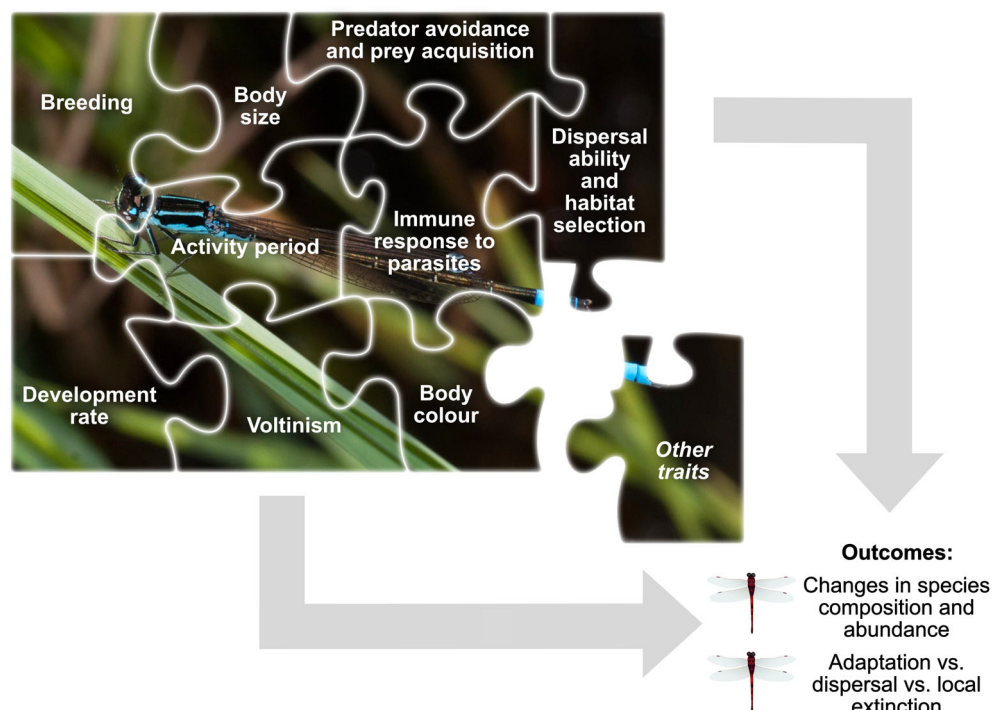 Predator avoidance
and prey acquisition
Breeding
Body
size
Dispersal
ability
and
habitat
selection
Activity period
Immune
response to
parasites
Development
rate
Voltinism
Body
colour
Other
traits
Outcomes:
Changes in species
composition and
abundance
Adaptation vs.
dispersal vs. local
extinction